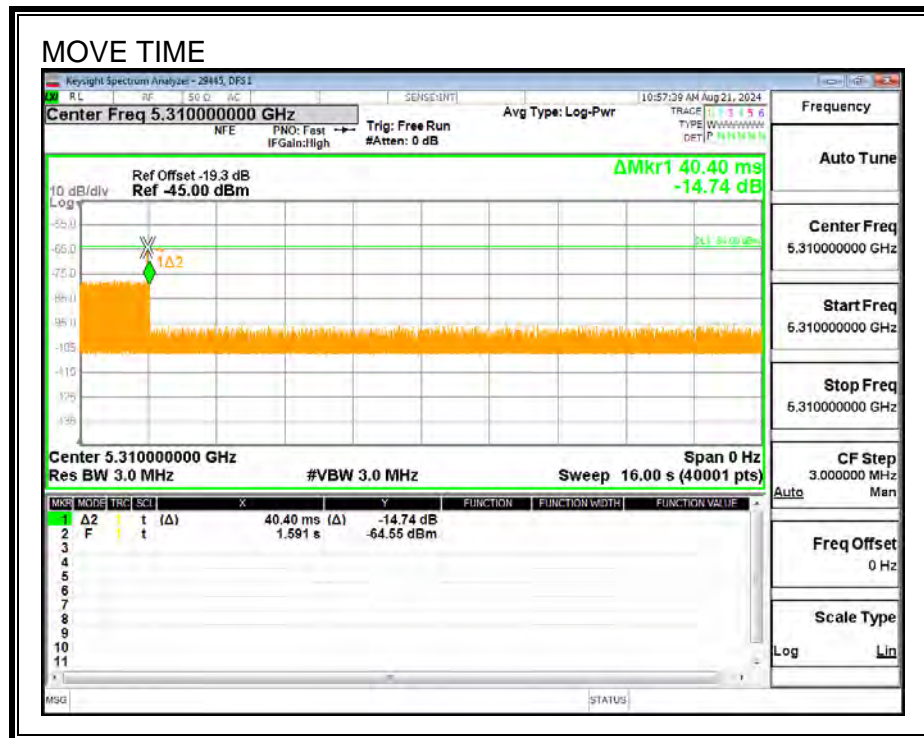 MOVE TIME
Keysight Spectrum Analyzer - 29445, DFS 1
RL RF 50 Ω AC SENSE:INT 10:57:39 AM Aug 21, 2024
Center Freq 5.310000000 GHz
NFE PNO: Fast Trig: Free Run
IFGain:High #Atten: 0 dB
Avg Type: Log-Pwr
TRACE 1 2 3 4 5 6
TYPE
DET P N N N N N
Frequency
Auto Tune
Ref Offset -19.3 dB
10 dB/div Ref -45.00 dBm
Log
ΔMkr1 40.40 ms
-14.74 dB
-55.0
-65.0
-75.0
-95.0
-105
-115
1Δ2
Center 5.310000000 GHz Span 0 Hz
Res BW 3.0 MHz #VBW 3.0 MHz Sweep 16.00 s (40001 pts)
Center Freq
5.310000000 GHz
Start Freq
5.310000000 GHz
Stop Freq
5.310000000 GHz
CF Step
3.000000 MHz
Auto Man
Freq Offset
0 Hz
Scale Type
Log Lin
MKR MODE TRC SCL X Y FUNCTION FUNCTION WIDTH FUNCTION VALUE
1 Δ2 1 t (Δ) 40.40 ms (Δ) -14.74 dB
2 F 1 t 1.591 s -64.55 dBm
3
4
5
6
7
8
9
10
11
MSG STATUS